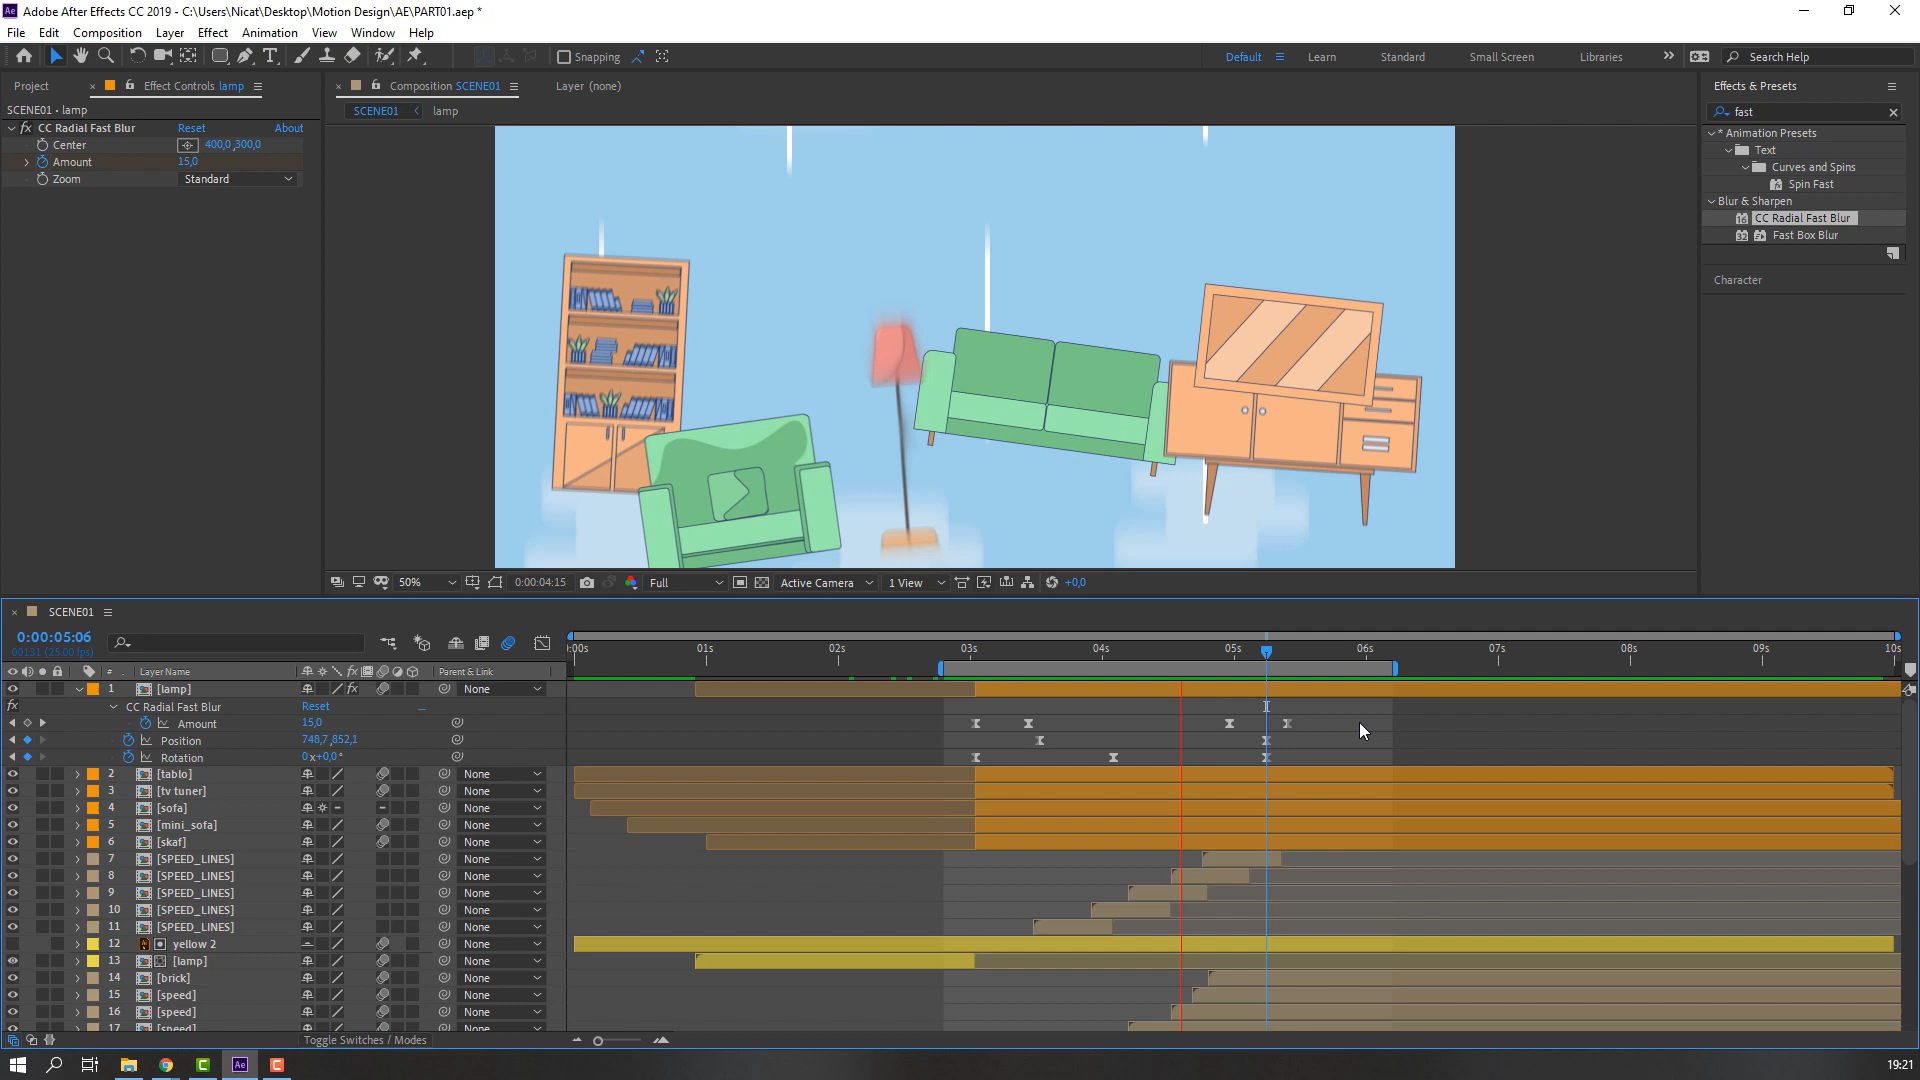 Adobe After Effects CC 2019 - C:\Users\Nicat\Desktop\Motion Design\AE\PART01.aep *
File Edit Composition Layer Effect Animation View Window Help
Snapping Default Learn Standard Small Screen Libraries Search Help
Project Effect Controls lamp Composition SCENE01 Layer (none) Effects & Presets
SCENE01 • lamp SCENE01 lamp fast
fx CC Radial Fast Blur Reset About
Center 400,0,300,0
Amount 15,0
Zoom Standard
* Animation Presets
Text
Curves and Spins
Spin Fast
Blur & Sharpen
CC Radial Fast Blur
Fast Box Blur
Character
50% 0:00:04:15 Full Active Camera 1 View +0,0
SCENE01
0:00:05:06
00131 (25.00 fps)
:00s 01s 02s 03s 04s 05s 06s 07s 08s 09s 10s
# Layer Name Parent & Link
1 [lamp] None
fx CC Radial Fast Blur Reset
Amount 15,0
Position 748,7,852,1
Rotation 0x+0,0°
2 [tablo] None
3 [tv tuner] None
4 [sofa] None
5 [mini_sofa] None
6 [skaf] None
7 [SPEED_LINES] None
8 [SPEED_LINES] None
9 [SPEED_LINES] None
10 [SPEED_LINES] None
11 [SPEED_LINES] None
12 yellow 2 None
13 [lamp] None
14 [brick] None
15 [speed] None
16 [speed] None
17 [speed] None
Toggle Switches / Modes
19:21